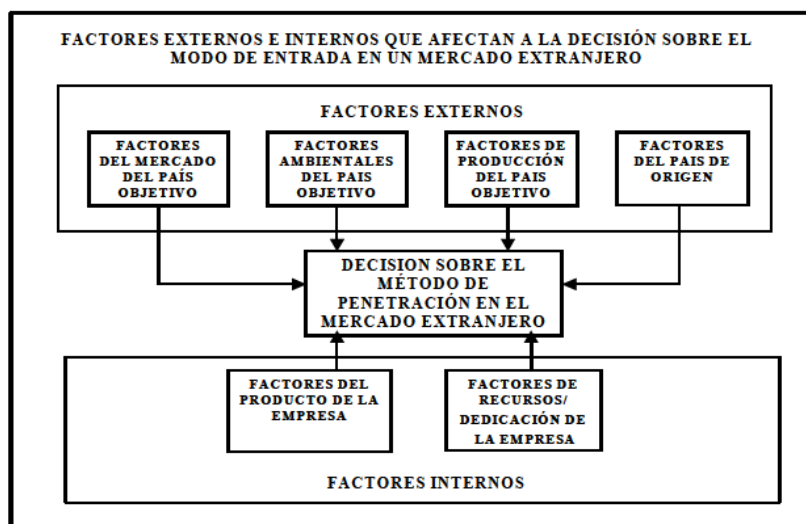 FACTORES EXTERNOS E INTERNOS QUE AFECTAN A LA DECISIÓN SOBRE EL
MODO DE ENTRADA EN UN MERCADO EXTRANJERO
FACTORES EXTERNOS
FACTORES
DEL MERCADO
DEL PAÍS
OBJETIVO
FACTORES
AMBIENTALES
DEL PAIS
OBJETIVO
FACTORES DE
PRODUCCIÓN
DEL PAIS
OBJETIVO
FACTORES
DEL PAIS DE
ORIGEN
DECISION SOBRE EL
MÉTODO DE
PENETRACIÓN EN EL
MERCADO EXTRANJERO
FACTORES DEL
PRODUCTO DE LA
EMPRESA
FACTORES DE
RECURSOS/
DEDICACIÓN DE
LA EMPRESA
FACTORES INTERNOS